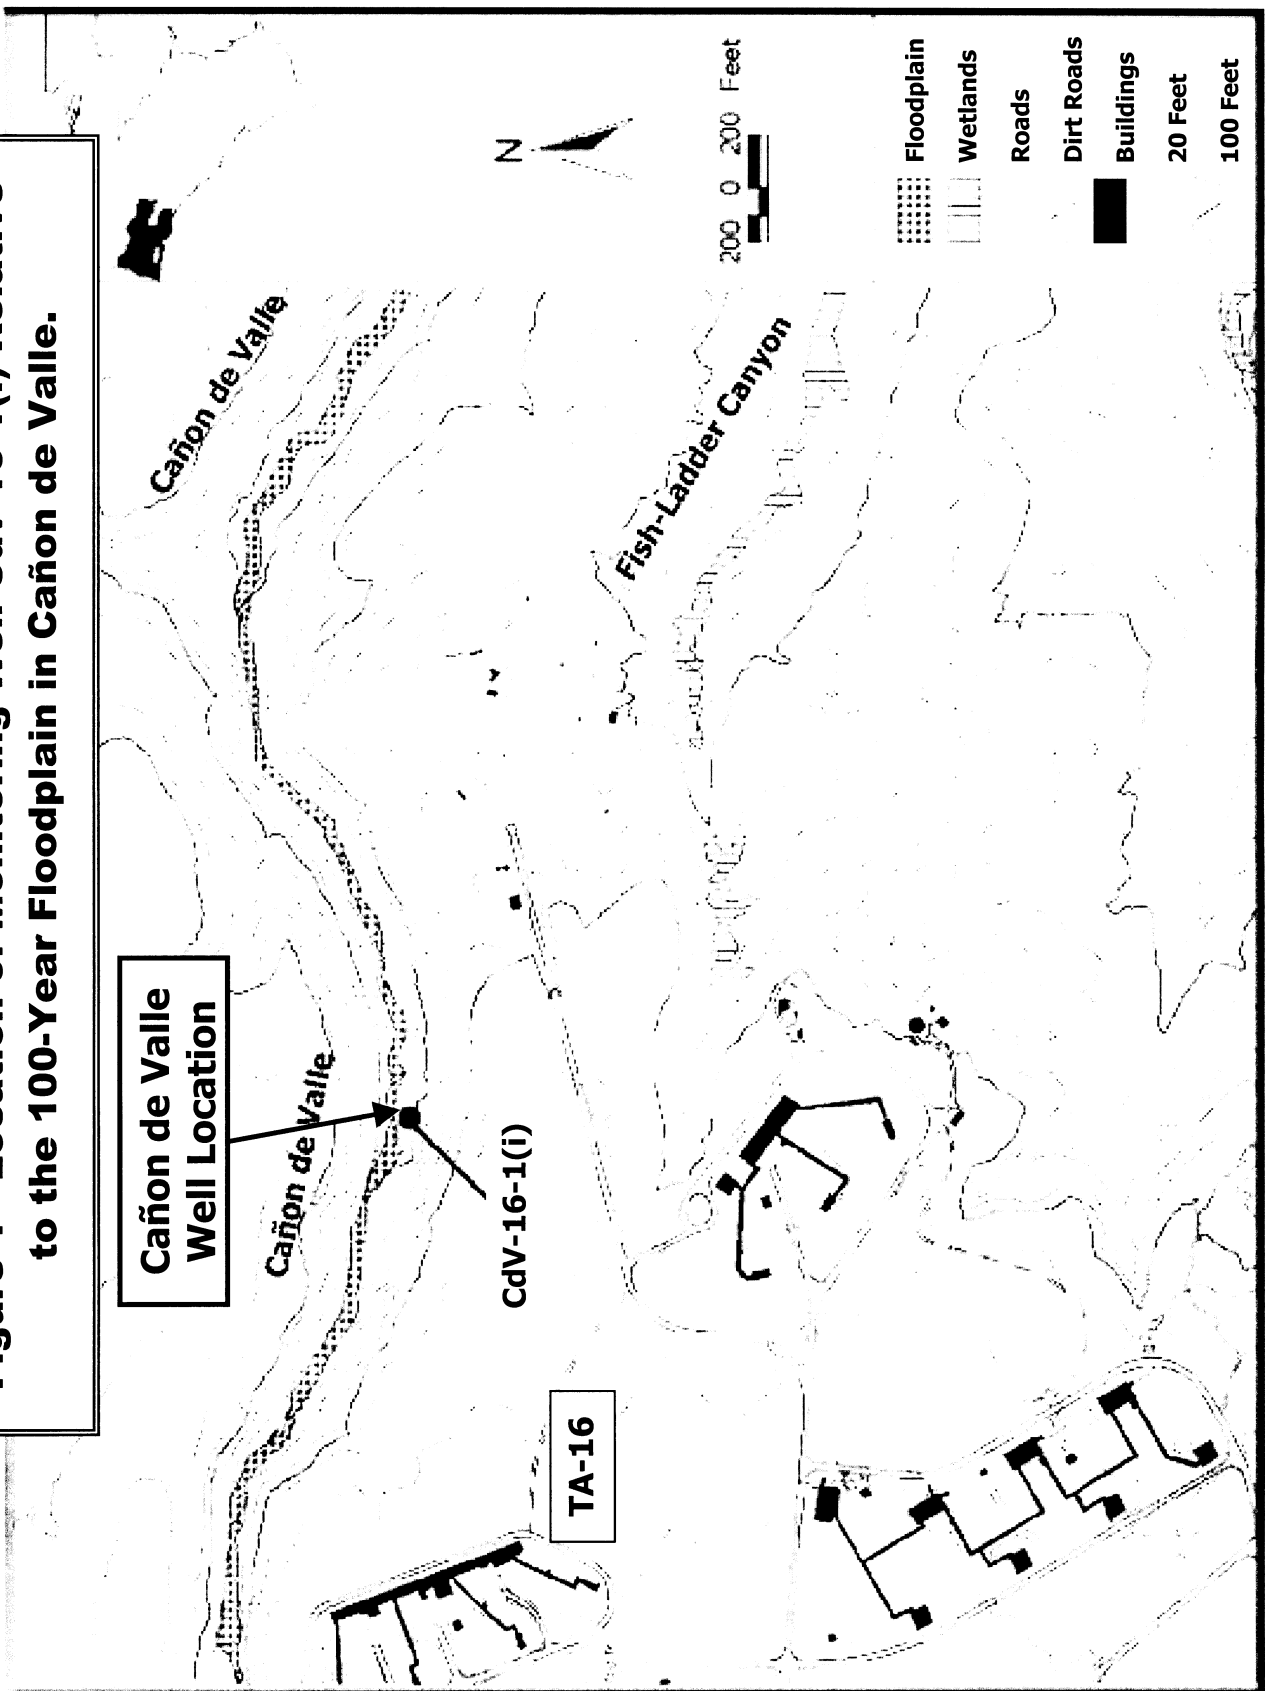 to the 100-Year Floodplain in Cañon de Valle.
Cañon de Valle
Well Location
Cañon de Valle
Cañon de Valle
CdV-16-1(i)
TA-16
Fish-Ladder Canyon
N
200 0 200 Feet
Floodplain
Wetlands
Roads
Dirt Roads
Buildings
20 Feet
100 Feet